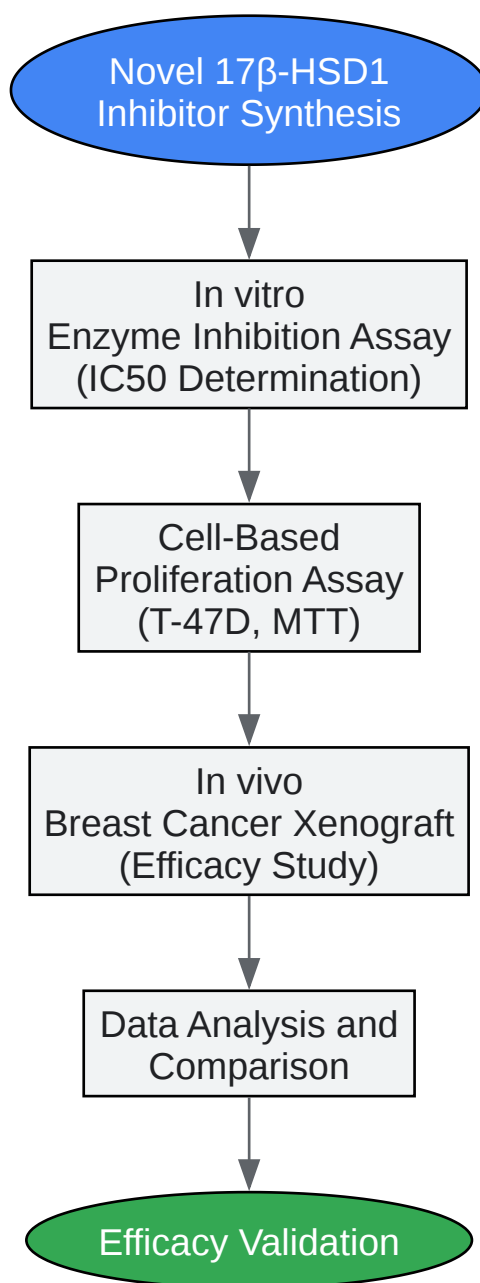 Novel 17β-HSD1
Inhibitor Synthesis
In vitro
Enzyme Inhibition Assay
(IC50 Determination)
Cell-Based
Proliferation Assay
(T-47D, MTT)
In vivo
Breast Cancer Xenograft
(Efficacy Study)
Data Analysis and
Comparison
Efficacy Validation